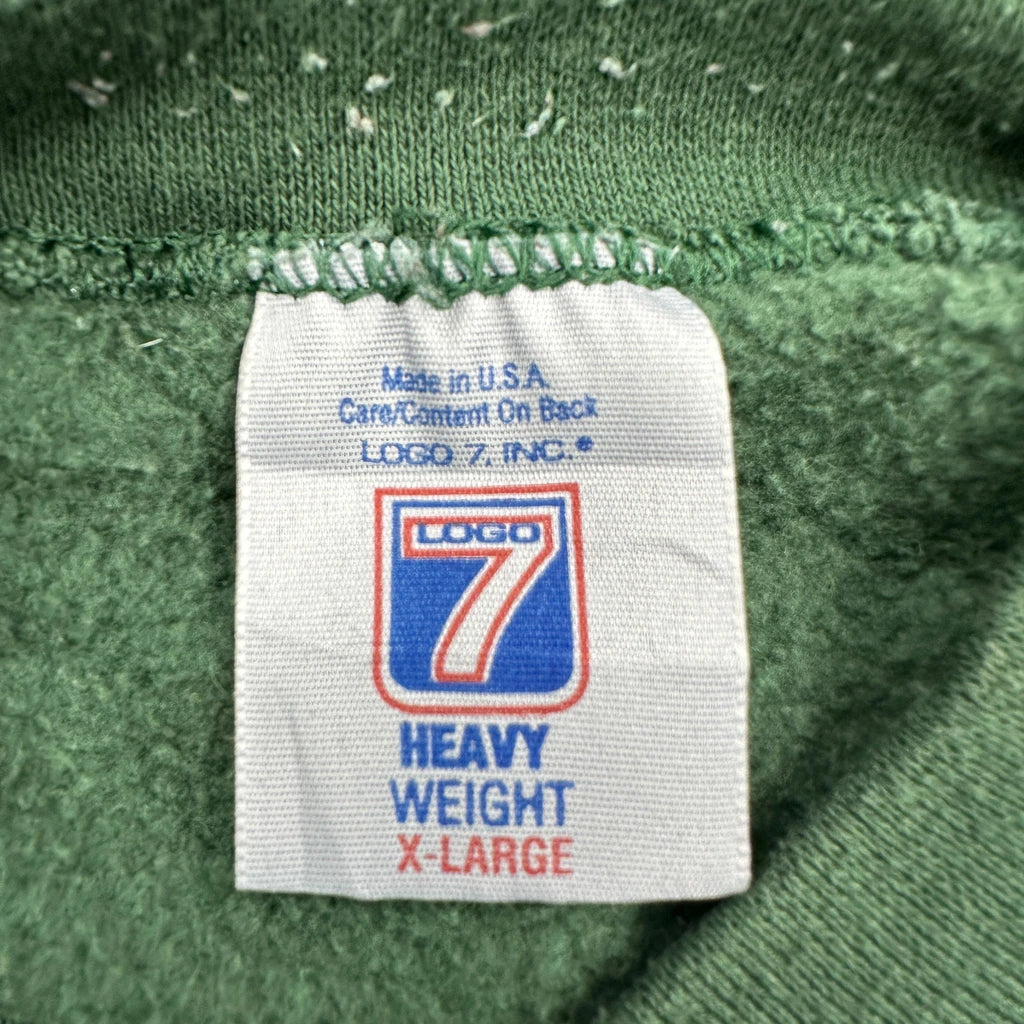 Made in U.S.A.
Care/Content On Back
LOGO 7, INC.®
LOGO
7
HEAVY
WEIGHT
X-LARGE